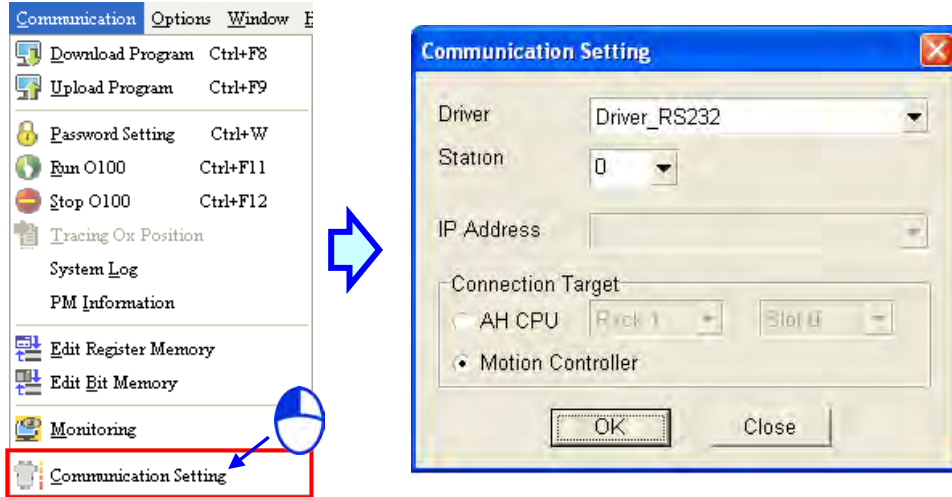 Communication Options Window
Download Program Ctrl+F8
Upload Program Ctrl+F9
Password Setting Ctrl+W
Run O100 Ctrl+F11
Stop O100 Ctrl+F12
Tracing Ox Position
System Log
PM Information
Edit Register Memory
Edit Bit Memory
Monitoring
Communication Setting
Communication Setting
Driver Driver_RS232
Station 0
IP Address
Connection Target
AH CPU Rack 1 Slot 0
Motion Controller
OK Close